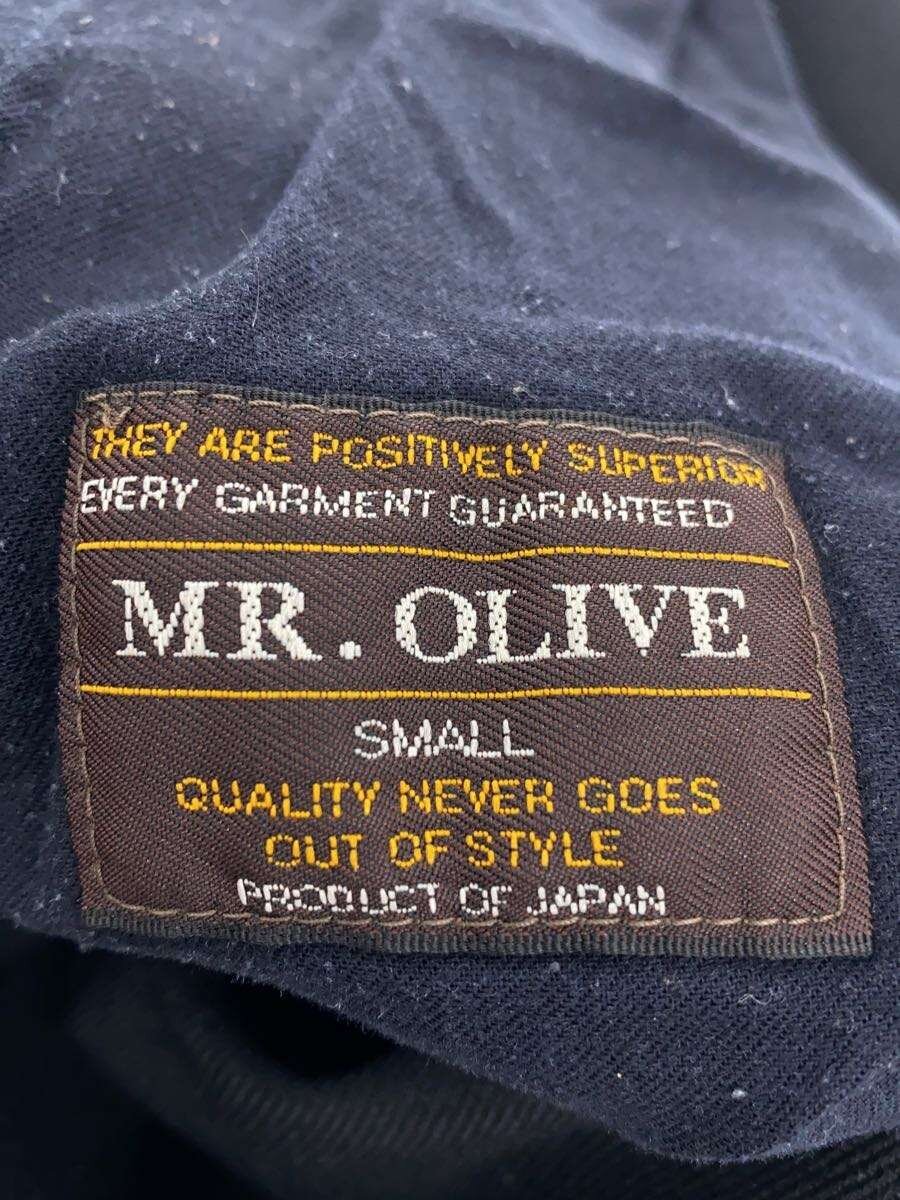 THEY ARE POSITIVELY SUPERIOR
EVERY GARMENT GUARANTEED
MR. OLIVE
SMALL
QUALITY NEVER GOES
OUT OF STYLE
PRODUCT OF JAPAN